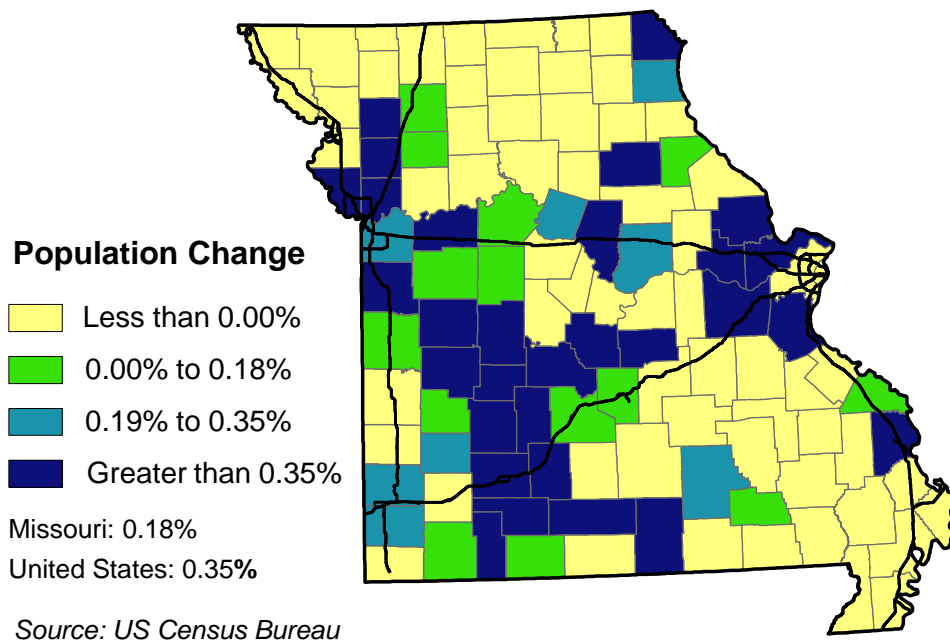 Population Change
Less than 0.00%
0.00% to 0.18%
0.19% to 0.35%
Greater than 0.35%
Missouri: 0.18%
United States: 0.35%
Source: US Census Bureau